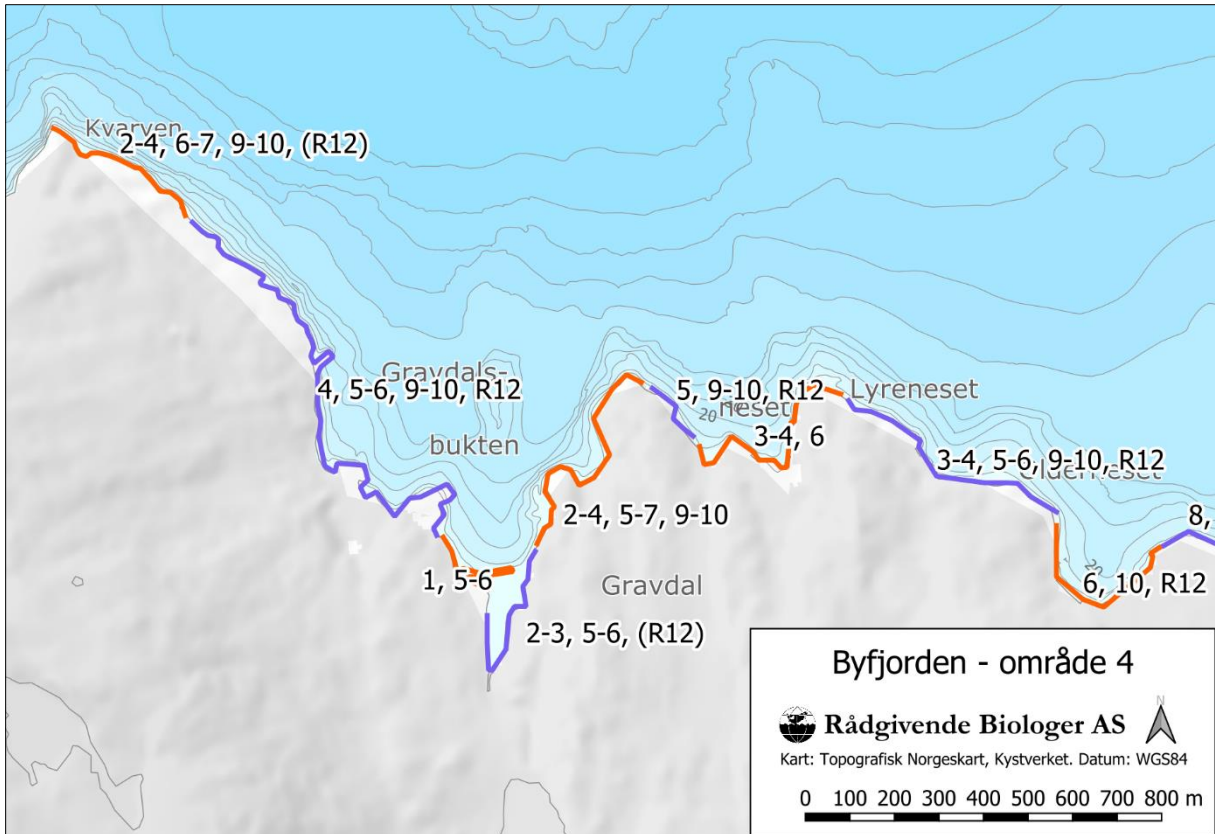 Kvarven
2-4, 6-7, 9-10, (R12)
Gravdals-
4, 5-6, 9-10, R12
bukten
5, 9-10, R12
20
neset
Lyreneset
3-4, 6
3-4, 5-6, 9-10, R12
Olderneset
2-4, 5-7, 9-10
8,
1, 5-6
Gravdal
6, 10, R12
2-3, 5-6, (R12)
Byfjorden - område 4
N
Rådgivende Biologer AS
Kart: Topografisk Norgeskart, Kystverket. Datum: WGS84
0 100 200 300 400 500 600 700 800 m